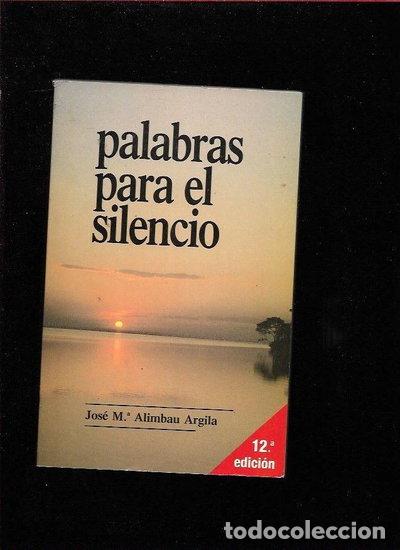 palabras
para el
silencio
José M.ª Alimbau Argila
12.ª
edición
todocoleccion